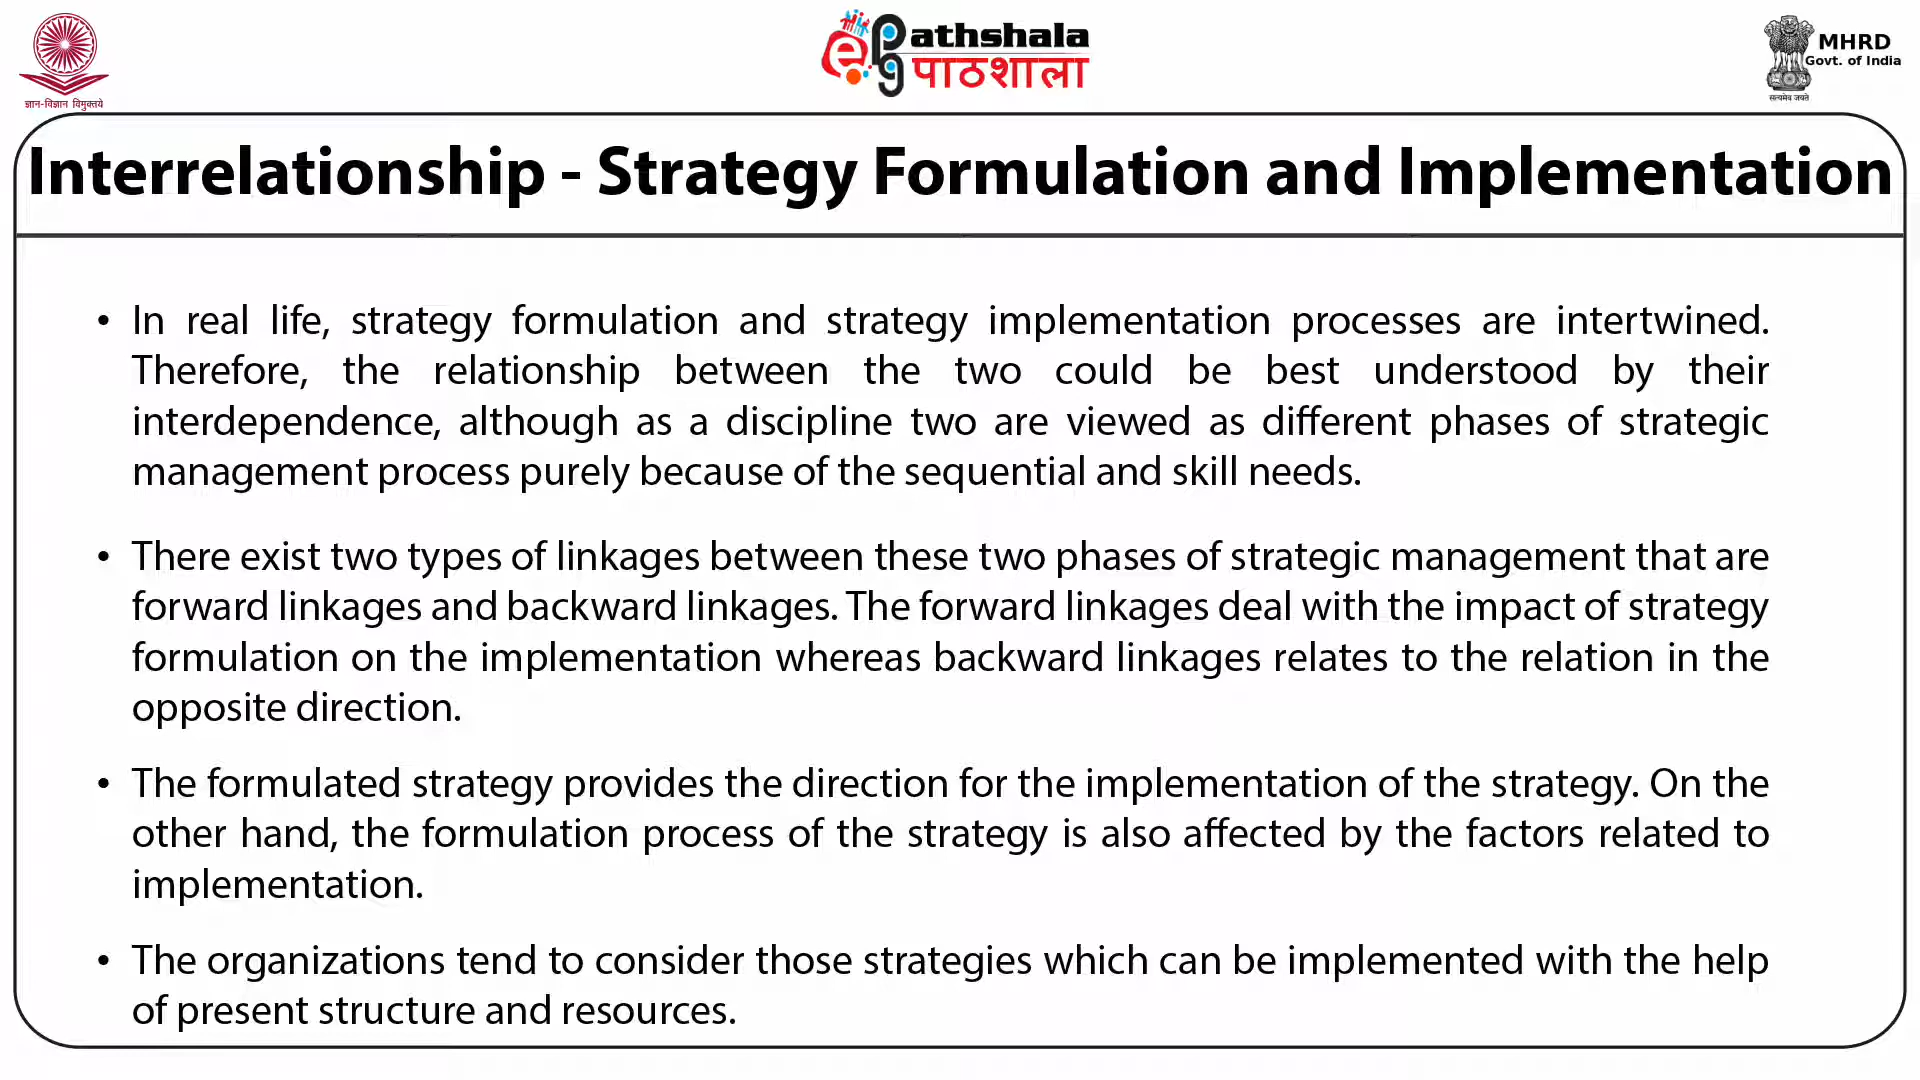 ज्ञान-विज्ञान विमुक्तये
e Pg athshala
पाठशाला
MHRD
Govt. of India
सत्यमेव जयते
Interrelationship - Strategy Formulation and Implementation
• In real life, strategy formulation and strategy implementation processes are intertwined.
Therefore, the relationship between the two could be best understood by their
interdependence, although as a discipline two are viewed as different phases of strategic
management process purely because of the sequential and skill needs.
• There exist two types of linkages between these two phases of strategic management that are
forward linkages and backward linkages. The forward linkages deal with the impact of strategy
formulation on the implementation whereas backward linkages relates to the relation in the
opposite direction.
• The formulated strategy provides the direction for the implementation of the strategy. On the
other hand, the formulation process of the strategy is also affected by the factors related to
implementation.
• The organizations tend to consider those strategies which can be implemented with the help
of present structure and resources.